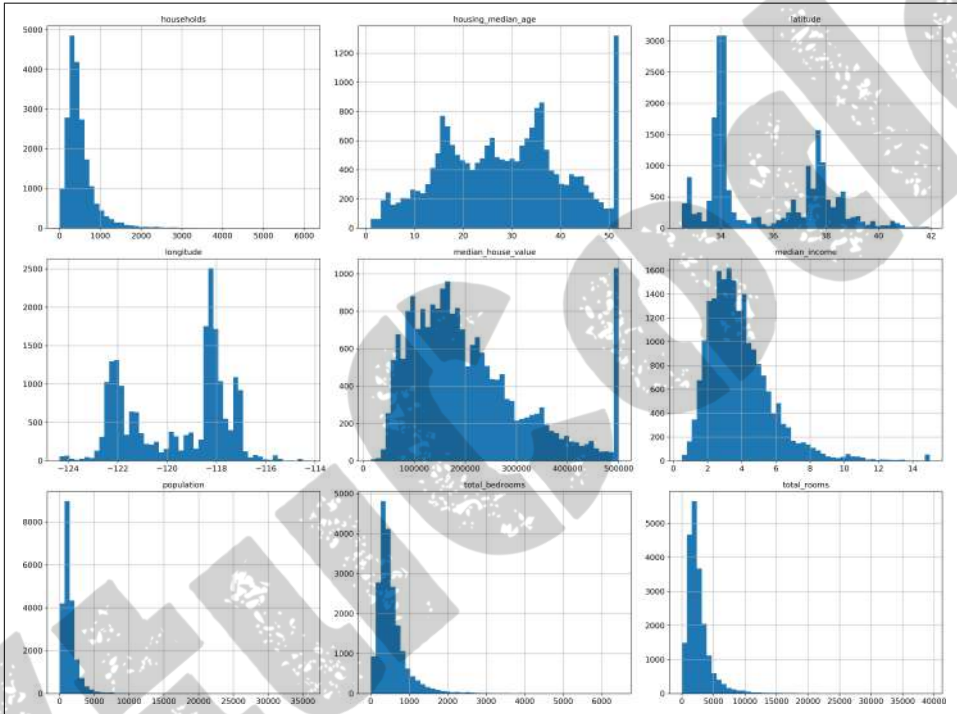 households housing_median_age latitude
5000 4000 3000 2000 1000 0
0 1000 2000 3000 4000 5000 6000
1200 1000 800 600 400 200 0
0 10 20 30 40 50
3000 2500 2000 1500 1000 500 0
34 36 38 40 42
longitude median_house_value median_income
2500 2000 1500 1000 500 0
−124 −122 −120 −118 −116 −114
1000 800 600 400 200 0
0 100000 200000 300000 400000 500000
1600 1400 1200 1000 800 600 400 200 0
2 4 6 8 10 12 14
population total_bedrooms total_rooms
8000 6000 4000 2000 0
0 5000 10000 15000 20000 25000 30000 35000
5000 4000 3000 2000 1000 0
0 1000 2000 3000 4000 5000 6000
5000 4000 3000 2000 1000 0
0 5000 10000 15000 20000 25000 30000 35000 40000